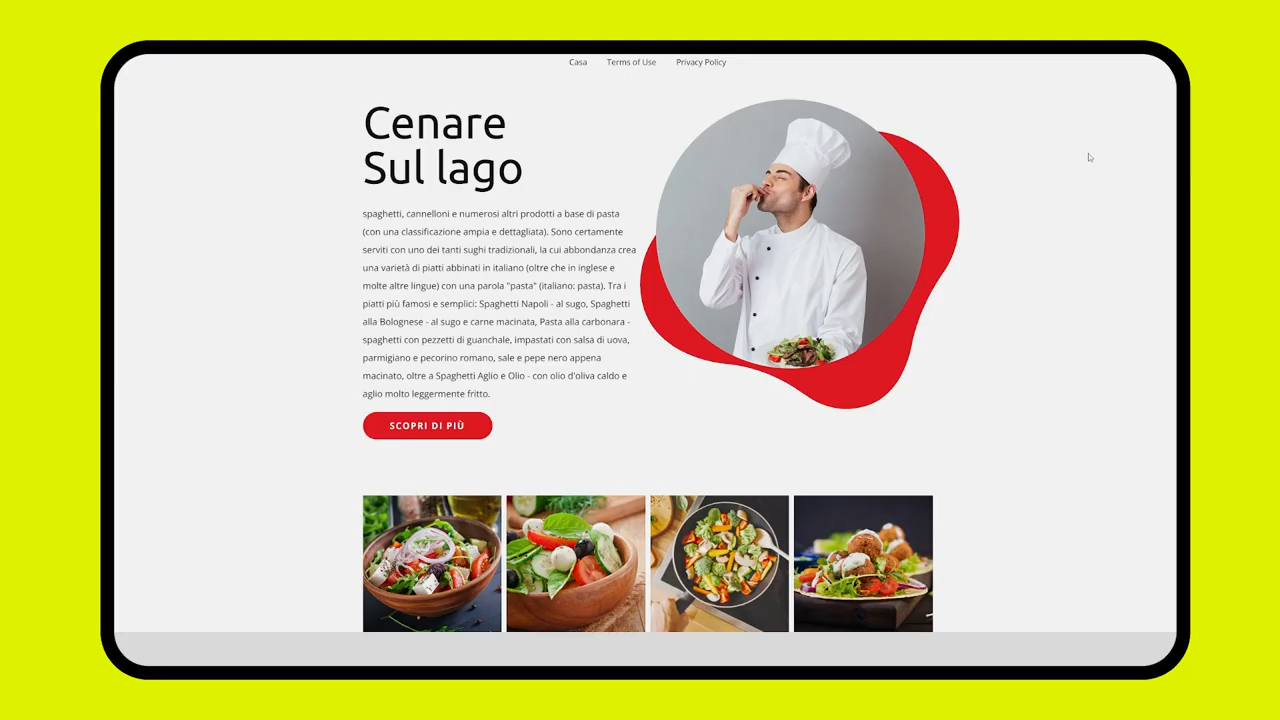 Casa Terms of Use Privacy Policy
Cenare
Sul lago
spaghetti, cannelloni e numerosi altri prodotti a base di pasta
(con una classificazione ampia e dettagliata). Sono certamente
serviti con uno dei tanti sughi tradizionali, la cui abbondanza crea
una varietà di piatti abbinati in italiano (oltre che in inglese e
molte altre lingue) con una parola "pasta" (italiano: pasta). Tra i
piatti più famosi e semplici: Spaghetti Napoli - al sugo, Spaghetti
alla Bolognese - al sugo e carne macinata, Pasta alla carbonara -
spaghetti con pezzetti di guanchale, impastati con salsa di uova,
parmigiano e pecorino romano, sale e pepe nero appena
macinato, oltre a Spaghetti Aglio e Olio - con olio d'oliva caldo e
aglio molto leggermente fritto.
SCOPRI DI PIÙ